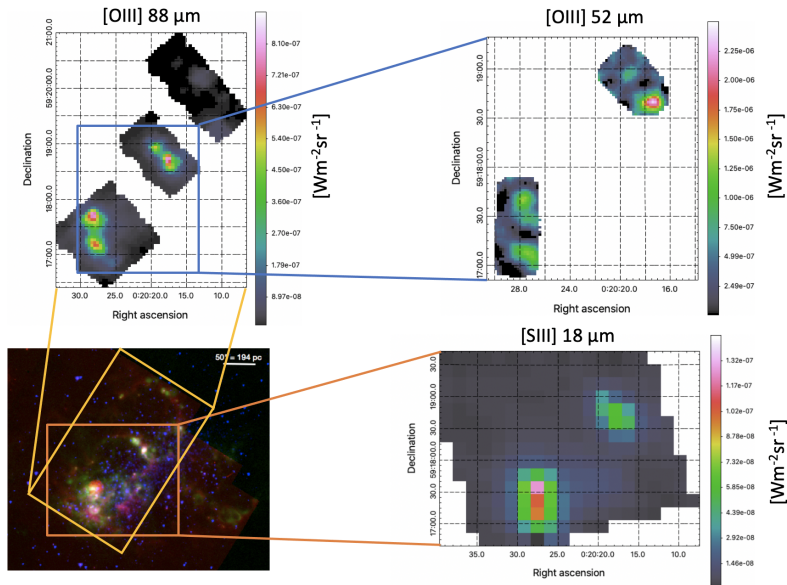 [OIII] 88 µm
21:00.0
59:20:00.0
19:00.0
18:00.0
17:00.0
Declination
30.0
25.0
0:20:20.0
15.0
10.0
Right ascension
8.10e-07
7.21e-07
6.30e-07
5.40e-07
4.50e-07
3.60e-07
2.70e-07
1.79e-07
8.97e-08
[Wm-2sr-1]
[OIII] 52 µm
19:00.0
30.0
59:18:00.0
30.0
17:00.0
Declination
28.0
26.0
24.0
22.0
0:20:20.0
18.0
16.0
14.0
Right ascension
2.25e-06
2.00e-06
1.75e-06
1.50e-06
1.25e-06
1.00e-06
7.50e-07
4.99e-07
2.49e-07
[Wm-2sr-1]
50" = 194 pc
[SIII] 18 µm
30.0
19:00.0
30.0
59:18:00.0
30.0
17:00.0
Declination
35.0
30.0
25.0
0:20:20.0
15.0
10.0
Right ascension
1.32e-07
1.17e-07
1.02e-07
8.78e-08
7.32e-08
5.85e-08
4.38e-08
2.92e-08
1.46e-08
[Wm-2sr-1]